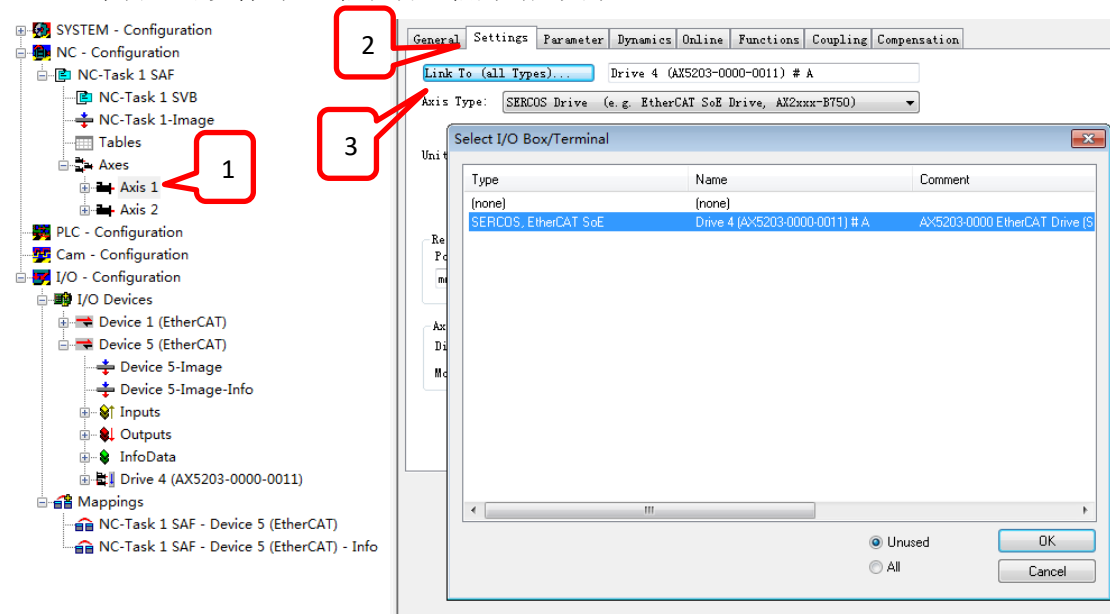 SYSTEM - Configuration
NC - Configuration
NC-Task 1 SAF
NC-Task 1 SVB
NC-Task 1-Image
Tables
Axes
Axis 1
Axis 2
PLC - Configuration
Cam - Configuration
I/O - Configuration
I/O Devices
Device 1 (EtherCAT)
Device 5 (EtherCAT)
Device 5-Image
Device 5-Image-Info
Inputs
Outputs
InfoData
Drive 4 (AX5203-0000-0011)
Mappings
NC-Task 1 SAF - Device 5 (EtherCAT)
NC-Task 1 SAF - Device 5 (EtherCAT) - Info
1
2
3
General Settings Parameter Dynamics Online Functions Coupling Compensation
Link To (all Types)... Drive 4 (AX5203-0000-0011) # A
Axis Type: SERCOS Drive (e.g. EtherCAT SoE Drive, AX2xxx-B750)
Unit
Re
Po
Ax
Di
Mo
Select I/O Box/Terminal
Type Name Comment
(none) (none)
SERCOS, EtherCAT SoE Drive 4 (AX5203-0000-0011) # A AX5203-0000 EtherCAT Drive (S
Unused OK
All Cancel